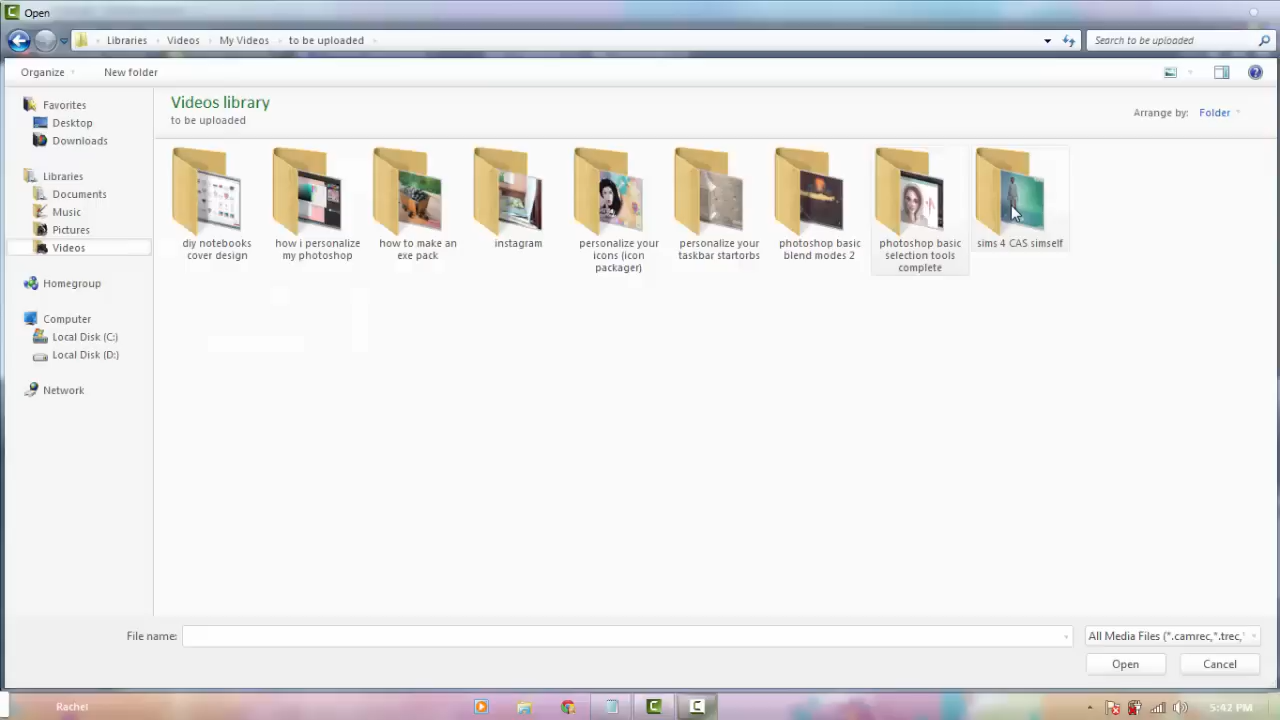 Open
Libraries Videos My Videos to be uploaded
Search to be uploaded
Organize New folder
Favorites
Desktop
Downloads
Libraries
Documents
Music
Pictures
Videos
Homegroup
Computer
Local Disk (C:)
Local Disk (D:)
Network
Videos library
to be uploaded
Arrange by: Folder
diy notebooks
cover design
how i personalize
my photoshop
how to make an
exe pack
instagram
personalize your
icons (icon
packager)
personalize your
taskbar startorbs
photoshop basic
blend modes 2
photoshop basic
selection tools
complete
sims 4 CAS simself
File name:
All Media Files (*.camrec,*.trec,
Open Cancel
Rachel
5:42 PM